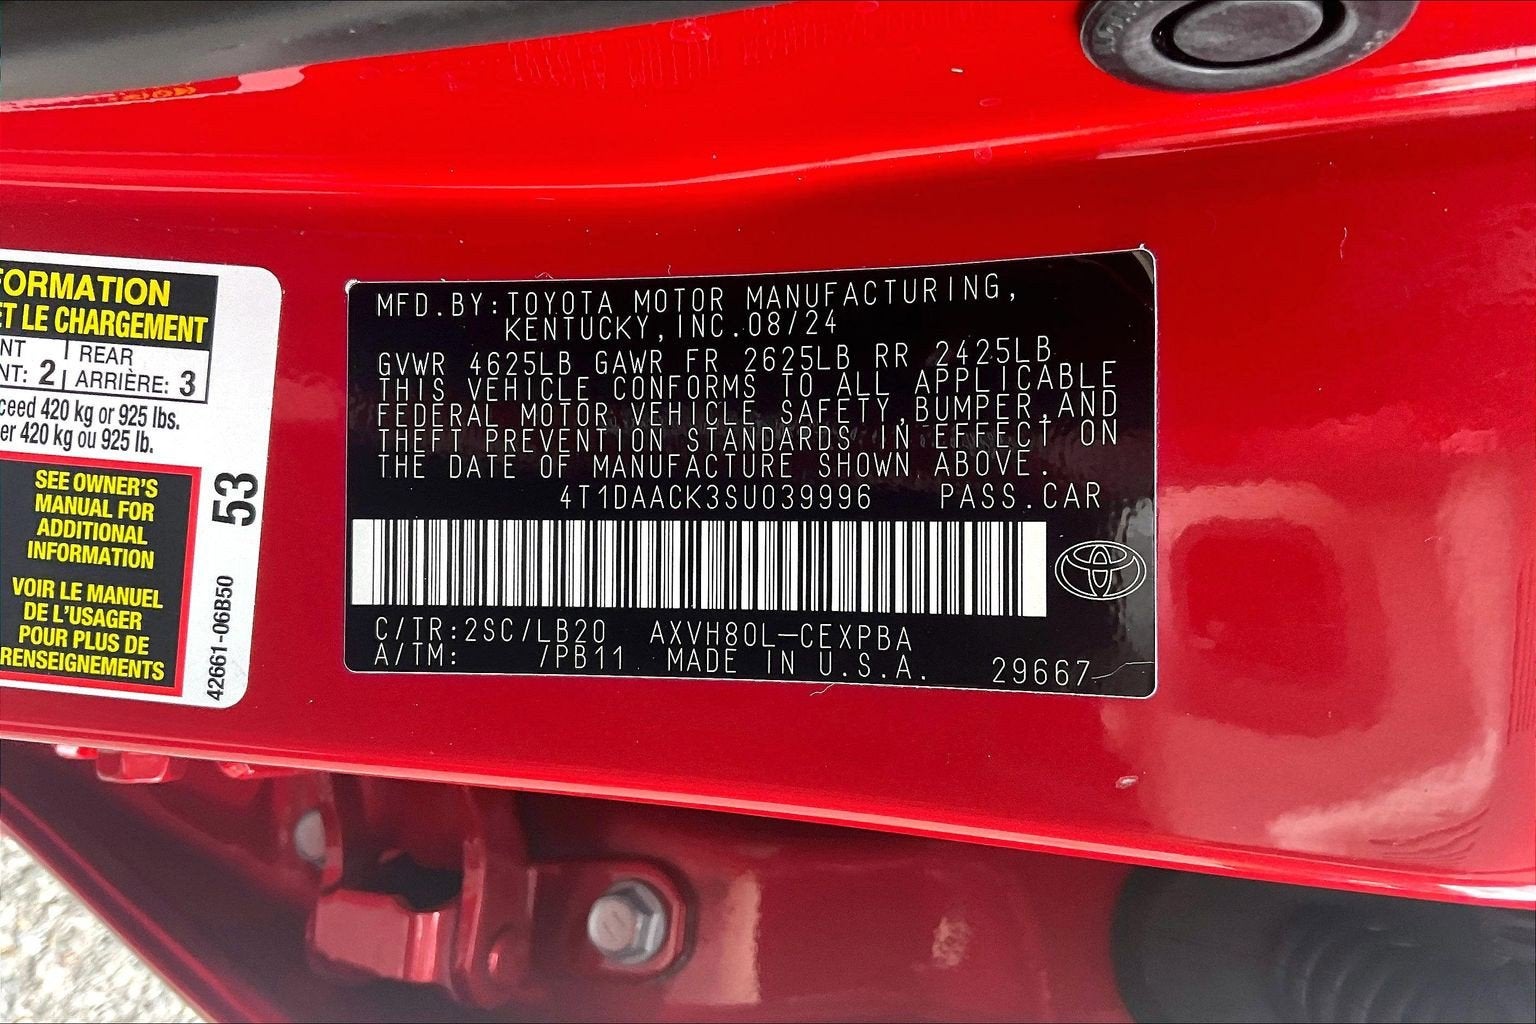 FORMATION
ET LE CHARGEMENT
NT | REAR
NT: 2 | ARRIÈRE: 3
ceed 420 kg or 925 lbs.
er 420 kg ou 925 lb.
SEE OWNER'S
MANUAL FOR
ADDITIONAL
INFORMATION
VOIR LE MANUEL
DE L'USAGER
POUR PLUS DE
RENSEIGNEMENTS
53
42661-06B50
MFD.BY:TOYOTA MOTOR MANUFACTURING,
KENTUCKY,INC.08/24
GVWR 4625LB GAWR FR 2625LB RR 2425LB
THIS VEHICLE CONFORMS TO ALL APPLICABLE
FEDERAL MOTOR VEHICLE SAFETY,BUMPER,AND
THEFT PREVENTION STANDARDS IN EFFECT ON
THE DATE OF MANUFACTURE SHOWN ABOVE.
4T1DAACK3SU039996 PASS.CAR
C/TR:2SC/LB20 AXVH80L-CEXPBA
A/TM: /PB11 MADE IN U.S.A. 29667